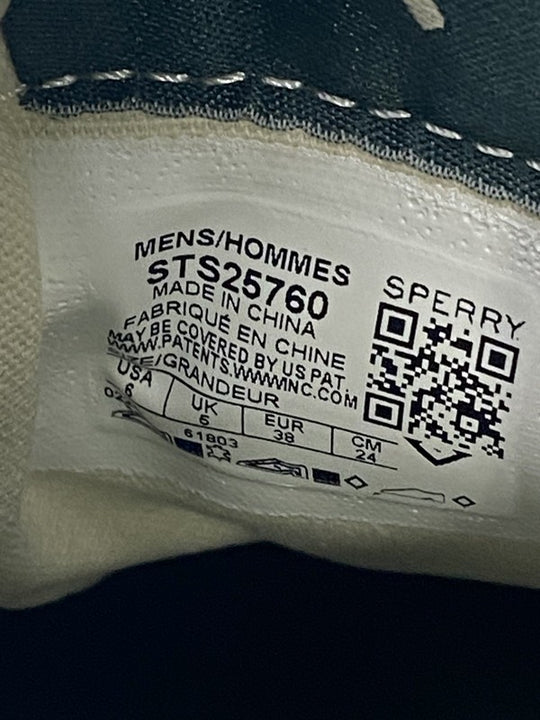 MENS/HOMMES
STS25760
MADE IN CHINA
FABRIQUÉ EN CHINE
MAY BE COVERED BY US PAT.
WWW.PATENTS.WWWINC.COM
/GRANDEUR
USA UK EUR CM
6 5 38 24
61803
SPERRY